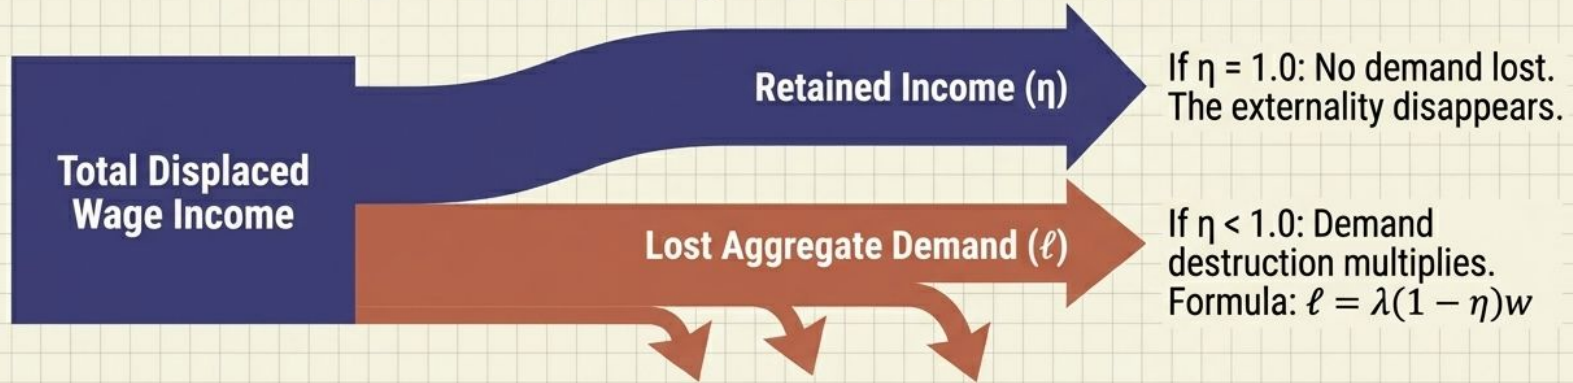 Total Displaced
Wage Income
Retained Income (η)
If η = 1.0: No demand lost.
The externality disappears.
Lost Aggregate Demand (ℓ)
If η < 1.0: Demand
destruction multiplies.
Formula: ℓ = λ(1 − η)w